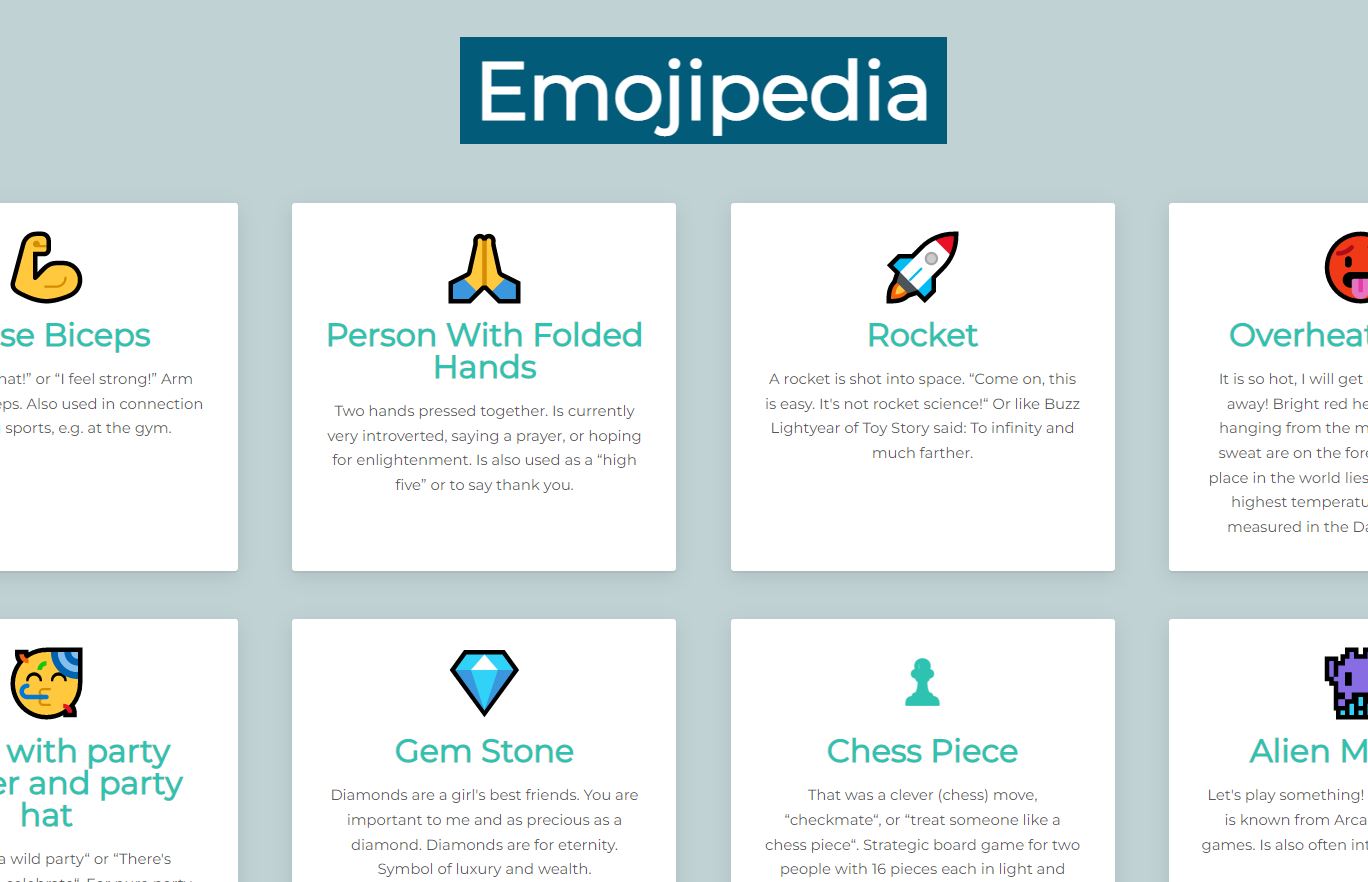 Emojipedia
se Biceps
hat!” or “I feel strong!” Arm
eps. Also used in connection
sports, e.g. at the gym.
Person With Folded
Hands
Two hands pressed together. Is currently
very introverted, saying a prayer, or hoping
for enlightenment. Is also used as a “high
five” or to say thank you.
Rocket
A rocket is shot into space. “Come on, this
is easy. It's not rocket science!“ Or like Buzz
Lightyear of Toy Story said: To infinity and
much farther.
Overheat
It is so hot, I will get
away! Bright red he
hanging from the m
sweat are on the fore
place in the world lies
highest temperatu
measured in the Da
with party
er and party
hat
a wild party“ or “There's
Gem Stone
Diamonds are a girl's best friends. You are
important to me and as precious as a
diamond. Diamonds are for eternity.
Symbol of luxury and wealth.
Chess Piece
That was a clever (chess) move,
“checkmate“, or “treat someone like a
chess piece“. Strategic board game for two
people with 16 pieces each in light and
Alien M
Let's play something!
is known from Arca
games. Is also often int